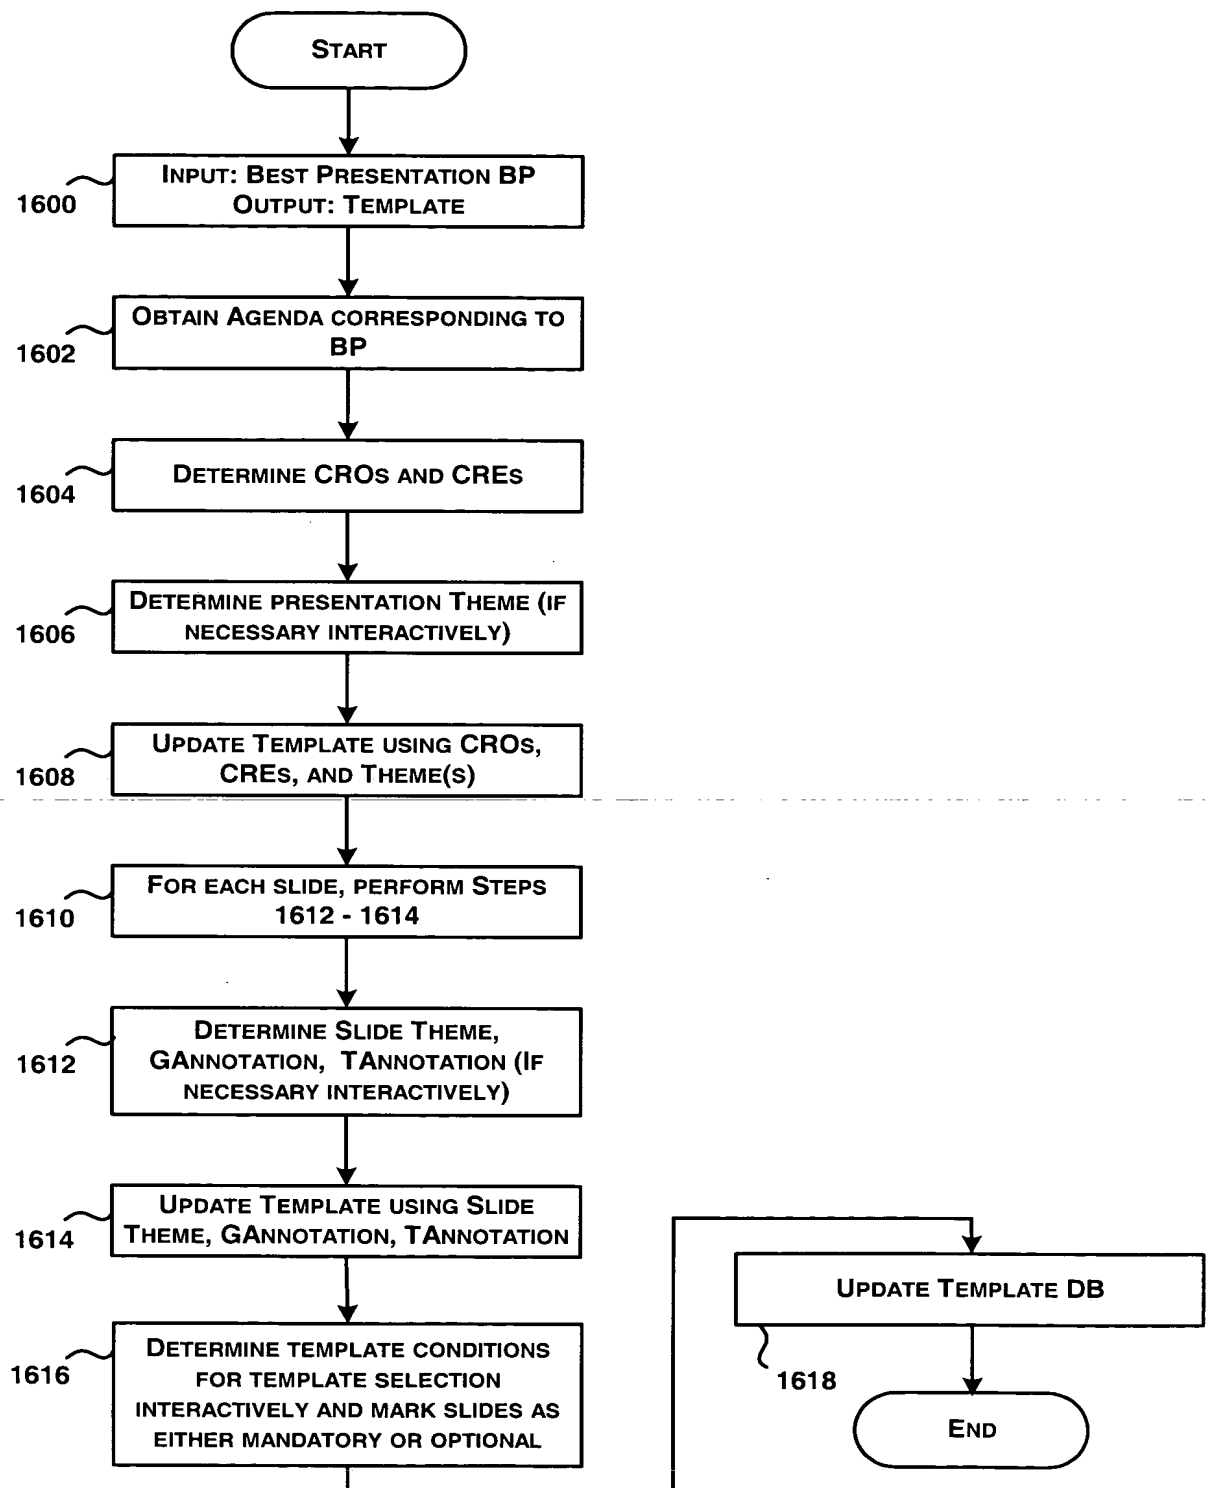 START
1600
INPUT: BEST PRESENTATION BP
OUTPUT: TEMPLATE
1602
OBTAIN AGENDA CORRESPONDING TO
BP
1604
DETERMINE CROS AND CRES
1606
DETERMINE PRESENTATION THEME (IF
NECESSARY INTERACTIVELY)
1608
UPDATE TEMPLATE USING CROS,
CRES, AND THEME(S)
1610
FOR EACH SLIDE, PERFORM STEPS
1612 - 1614
1612
DETERMINE SLIDE THEME,
GANNOTATION, TANNOTATION (IF
NECESSARY INTERACTIVELY)
1614
UPDATE TEMPLATE USING SLIDE
THEME, GANNOTATION, TANNOTATION
1616
DETERMINE TEMPLATE CONDITIONS
FOR TEMPLATE SELECTION
INTERACTIVELY AND MARK SLIDES AS
EITHER MANDATORY OR OPTIONAL
UPDATE TEMPLATE DB
1618
END